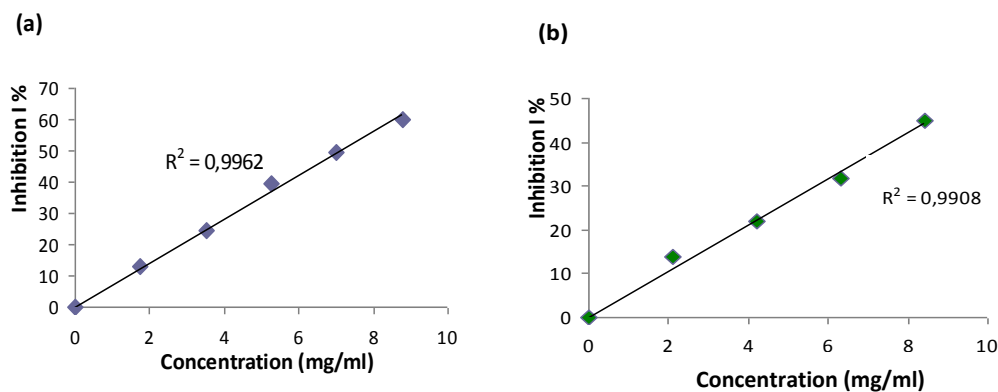 (a)
70
60
50
40
30
20
10
0
Inhibition I %
R² = 0,9962
0 2 4 6 8 10
Concentration (mg/ml)
(b)
50
40
30
20
10
0
Inhibition I %
R² = 0,9908
0 2 4 6 8 10
Concentration (mg/ml)